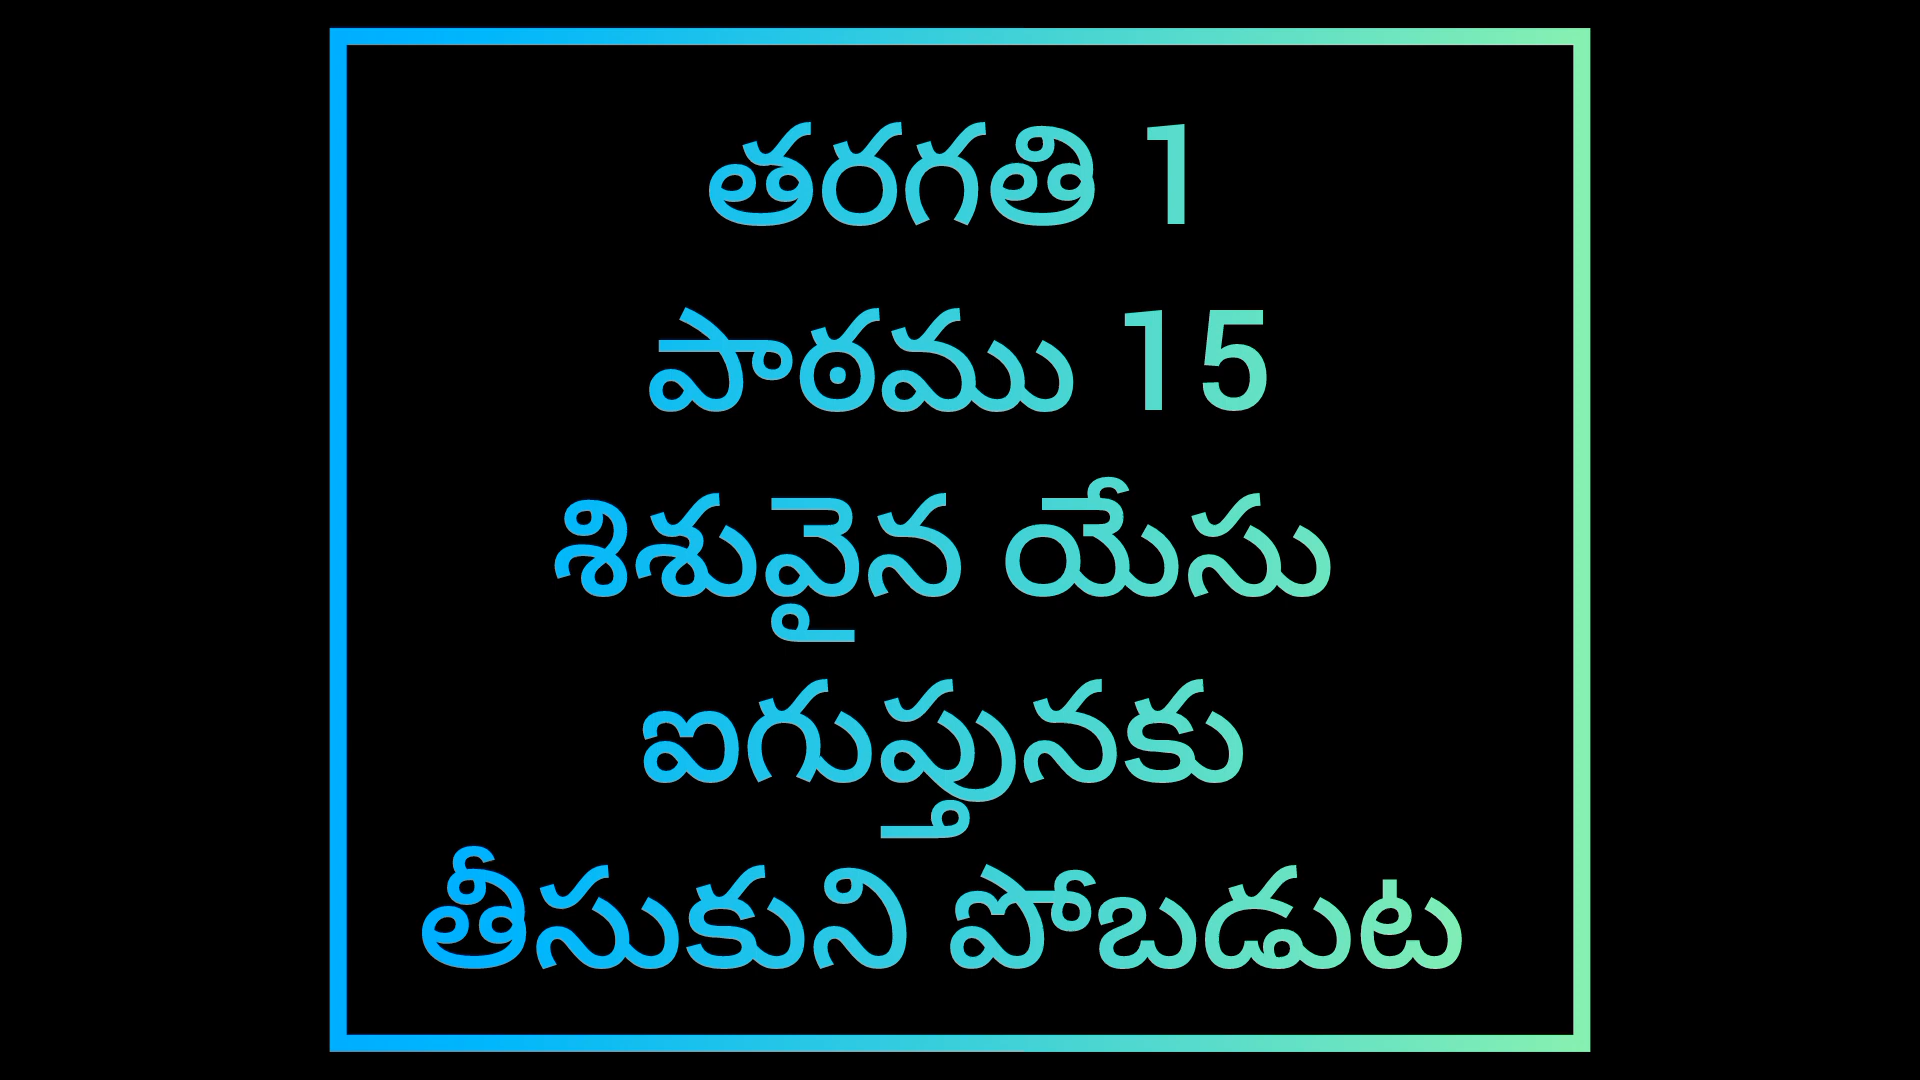 తరగతి 1
పాఠము 15
శిశువైన యేసు
ఐగుప్తునకు
తీసుకుని పోబడుట